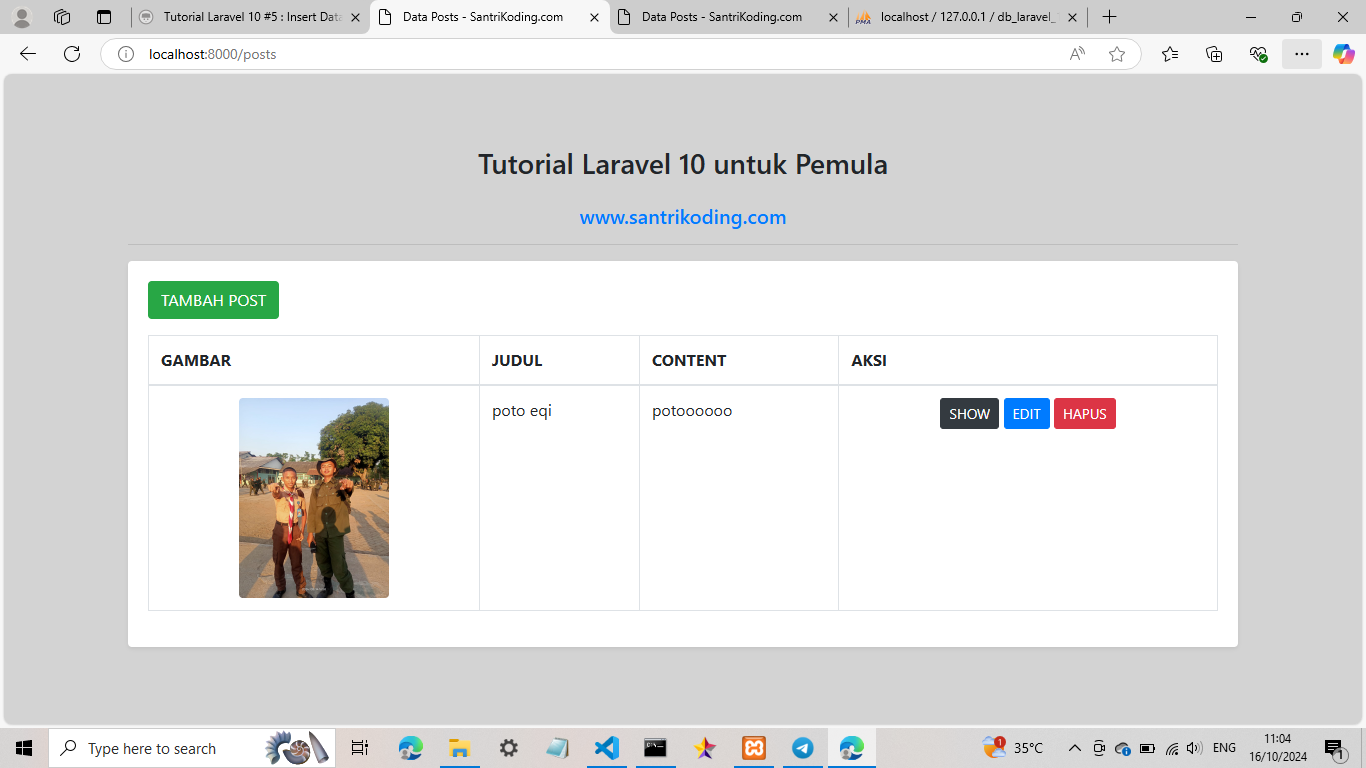 Tutorial Laravel 10 #5 : Insert Data
Data Posts - SantriKoding.com
Data Posts - SantriKoding.com
localhost / 127.0.0.1 / db_laravel_
localhost:8000/posts
Tutorial Laravel 10 untuk Pemula
www.santrikoding.com
TAMBAH POST
GAMBAR JUDUL CONTENT AKSI
poto eqi potoooooo SHOW EDIT HAPUS
Type here to search
35°C
ENG
11:04
16/10/2024